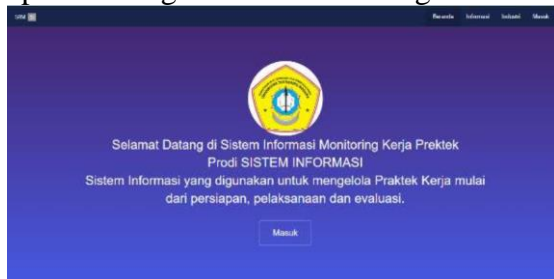 SIM
Beranda Informasi Industri Masuk
Selamat Datang di Sistem Informasi Monitoring Kerja Prektek
Prodi SISTEM INFORMASI
Sistem Informasi yang digunakan untuk mengelola Praktek Kerja mulai
dari persiapan, pelaksanaan dan evaluasi.
Masuk